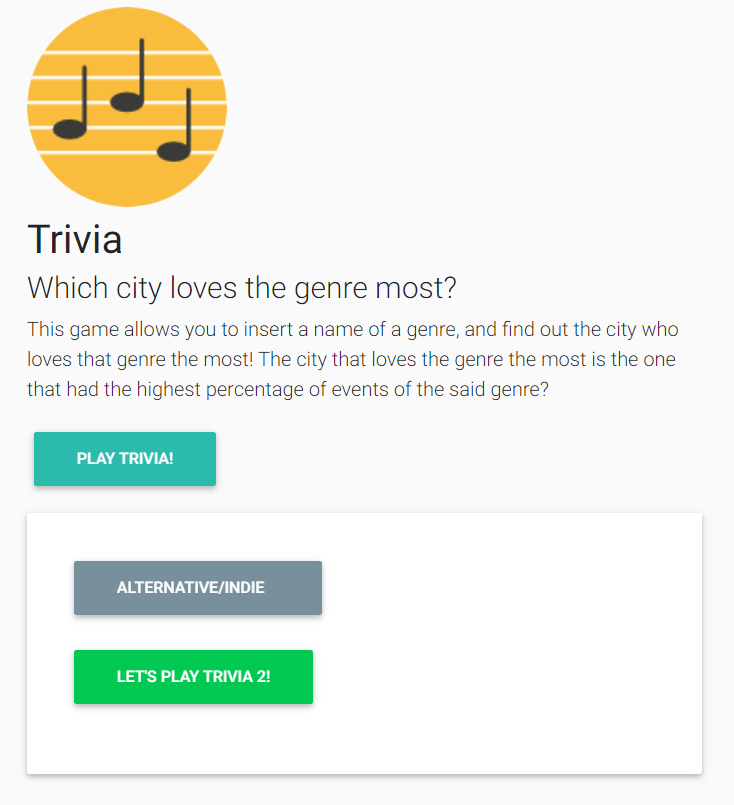 Trivia
Which city loves the genre most?
This game allows you to insert a name of a genre, and find out the city who
loves that genre the most! The city that loves the genre the most is the one
that had the highest percentage of events of the said genre?
PLAY TRIVIA!
ALTERNATIVE/INDIE
LET'S PLAY TRIVIA 2!